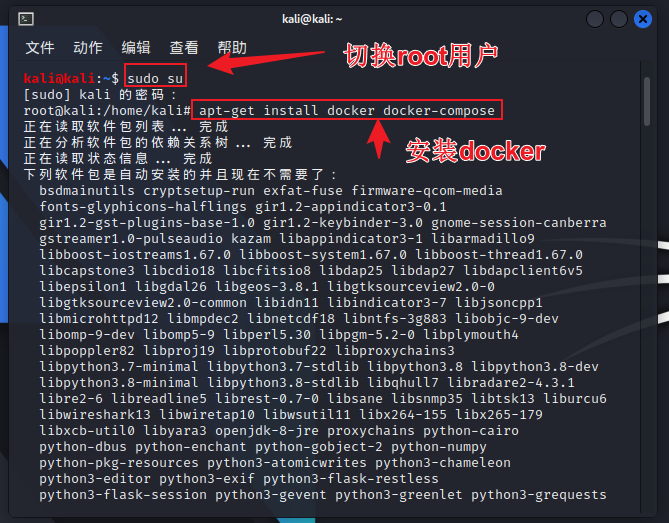 kali@kali: ~
文件 动作 编辑 查看 帮助
切换root用户
kali@kali:~$ sudo su
[sudo] kali 的密码：
root@kali:/home/kali# apt-get install docker docker-compose
安装docker
正在读取软件包列表... 完成
正在分析软件包的依赖关系树... 完成
正在读取状态信息... 完成
下列软件包是自动安装的并且现在不需要了：
bsdmainutils cryptsetup-run exfat-fuse firmware-qcom-media
fonts-glyphicons-halflings gir1.2-appindicator3-0.1
gir1.2-gst-plugins-base-1.0 gir1.2-keybinder-3.0 gnome-session-canberra
gstreamer1.0-pulseaudio kazam libappindicator3-1 libarmadillo9
libboost-iostreams1.67.0 libboost-system1.67.0 libboost-thread1.67.0
libcapstone3 libcdio18 libcfitsio8 libdap25 libdap27 libdapclient6v5
libepsilon1 libgdal26 libgeos-3.8.1 libgtksourceview2.0-0
libgtksourceview2.0-common libidn11 libindicator3-7 libjsoncpp1
libmicrohttpd12 libmpdec2 libnetcdf18 libntfs-3g883 libobjc-9-dev
libomp-9-dev libomp5-9 libperl5.30 libpgm-5.2-0 libplymouth4
libpoppler82 libproj19 libprotobuf22 libproxychains3
libpython3.7-minimal libpython3.7-stdlib libpython3.8 libpython3.8-dev
libpython3.8-minimal libpython3.8-stdlib libqhull7 libradare2-4.3.1
libre2-6 libreadline5 librest-0.7-0 libsane libsnmp35 libtsk13 liburcu6
libwireshark13 libwiretap10 libwsutil11 libx264-155 libx265-179
libxcb-util0 libyara3 openjdk-8-jre proxychains python-cairo
python-dbus python-enchant python-gobject-2 python-numpy
python-pkg-resources python3-atomicwrites python3-chameleon
python3-editor python3-exif python3-flask-restless
python3-flask-session python3-gevent python3-greenlet python3-grequests